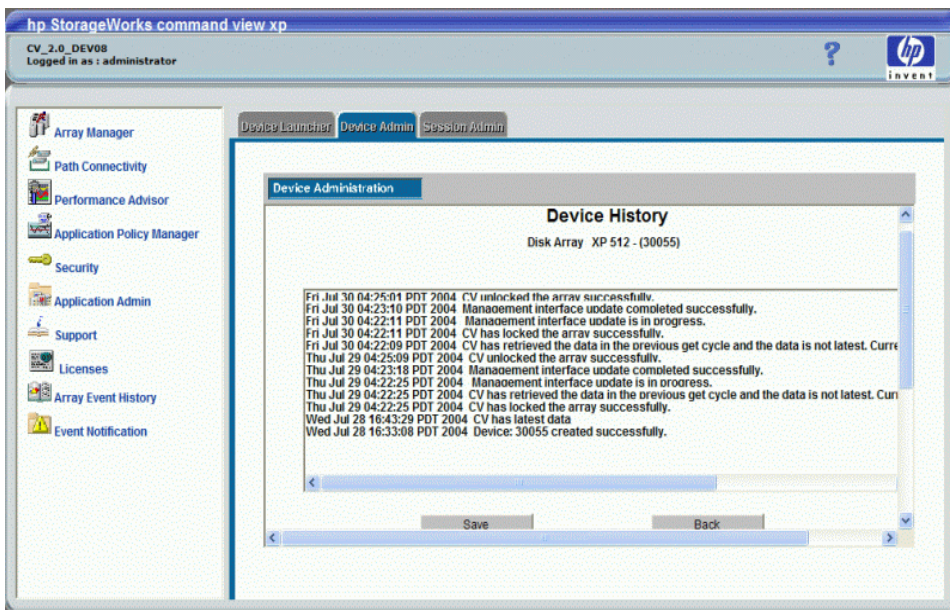 hp StorageWorks command view xp
CV_2.0_DEV08
Logged in as : administrator
?
hp
invent
Array Manager
Path Connectivity
Performance Advisor
Application Policy Manager
Security
Application Admin
Support
Licenses
Array Event History
Event Notification
Device Launcher Device Admin Session Admin
Device Administration
Device History
Disk Array XP 512 - (30055)
Fri Jul 30 04:25:01 PDT 2004 CV unlocked the array successfully.
Fri Jul 30 04:23:10 PDT 2004 Management interface update completed successfully.
Fri Jul 30 04:22:11 PDT 2004 Management interface update is in progress.
Fri Jul 30 04:22:11 PDT 2004 CV has locked the array successfully.
Fri Jul 30 04:22:09 PDT 2004 CV has retrieved the data in the previous get cycle and the data is not latest. Curre
Thu Jul 29 04:25:09 PDT 2004 CV unlocked the array successfully.
Thu Jul 29 04:23:18 PDT 2004 Management interface update completed successfully.
Thu Jul 29 04:22:25 PDT 2004 Management interface update is in progress.
Thu Jul 29 04:22:25 PDT 2004 CV has retrieved the data in the previous get cycle and the data is not latest. Curr
Thu Jul 29 04:22:25 PDT 2004 CV has locked the array successfully.
Wed Jul 28 16:43:29 PDT 2004 CV has latest data
Wed Jul 28 16:33:08 PDT 2004 Device: 30055 created successfully.
Save Back